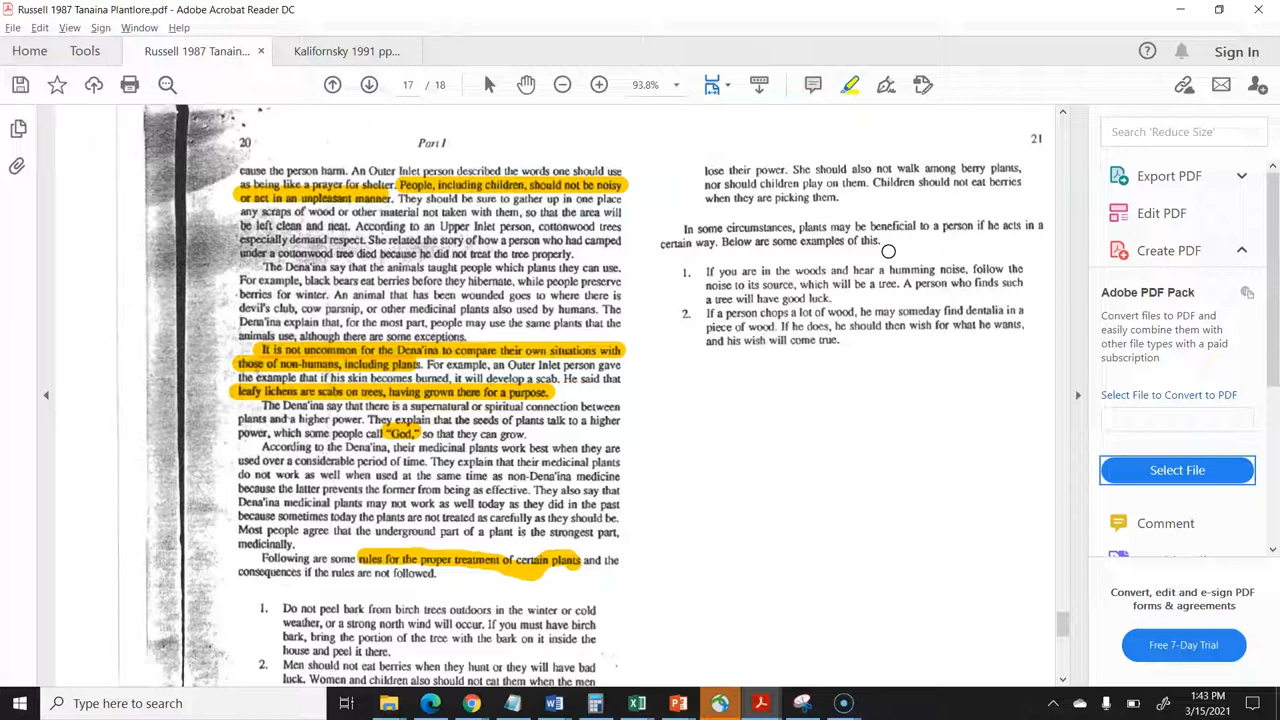 Russell 1987 Tanaina Plantlore.pdf - Adobe Acrobat Reader DC
File Edit View Sign Window Help
Home Tools Russell 1987 Tanain... × Kalifornsky 1991 pp... Sign In
17 / 18 93.8%
20 Part I
cause the person harm. An Outer Inlet person described the words one should use
as being like a prayer for shelter. People, including children, should not be noisy
or act in an unpleasant manner. They should be sure to gather up in one place
any scraps of wood or other material not taken with them, so that the area will
be left clean and neat. According to an Upper Inlet person, cottonwood trees
especially demand respect. She related the story of how a person who had camped
under a cottonwood tree died because he did not treat the tree properly.
The Dena'ina say that the animals taught people which plants they can use.
For example, black bears eat berries before they hibernate, while people preserve
berries for winter. An animal that has been wounded goes to where there is
devil's club, cow parsnip, or other medicinal plants also used by humans. The
Dena'ina explain that, for the most part, people may use the same plants that the
animals use, although there are some exceptions.
It is not uncommon for the Dena'ina to compare their own situations with
those of non-humans, including plants. For example, an Outer Inlet person gave
the example that if his skin becomes burned, it will develop a scab. He said that
leafy lichens are scabs on trees, having grown there for a purpose.
The Dena'ina say that there is a supernatural or spiritual connection between
plants and a higher power. They explain that the seeds of plants talk to a higher
power, which some people call "God," so that they can grow.
According to the Dena'ina, their medicinal plants work best when they are
used over a considerable period of time. They explain that their medicinal plants
do not work as well when used at the same time as non-Dena'ina medicine
because the latter prevents the former from being as effective. They also say that
Dena'ina medicinal plants may not work as well today as they did in the past
because sometimes today the plants are not treated as carefully as they should be.
Most people agree that the underground part of a plant is the strongest part,
medicinally.
Following are some rules for the proper treatment of certain plants and the
consequences if the rules are not followed.
1. Do not peel bark from birch trees outdoors in the winter or cold
weather, or a strong north wind will occur. If you must have birch
bark, bring the portion of the tree with the bark on it inside the
house and peel it there.
2. Men should not eat berries when they hunt or they will have bad
luck. Women and children also should not eat them when the men
21
lose their power. She should also not walk among berry plants,
nor should children play on them. Children should not eat berries
when they are picking them.
In some circumstances, plants may be beneficial to a person if he acts in a
certain way. Below are some examples of this.
1. If you are in the woods and hear a humming noise, follow the
noise to its source, which will be a tree. A person who finds such
a tree will have good luck.
2. If a person chops a lot of wood, he may someday find dentalia in a
piece of wood. If he does, he should then wish for what he wants,
and his wish will come true.
Search 'Reduce Size'
Export PDF
Edit PDF
Create PDF
Adobe PDF Pack
Convert files to PDF and
easily combine them with
other file types with a paid
subscription
Select File to Convert to PDF
Select File
Comment
Convert, edit and e-sign PDF
forms & agreements
Free 7-Day Trial
Type here to search
1:43 PM
3/15/2021